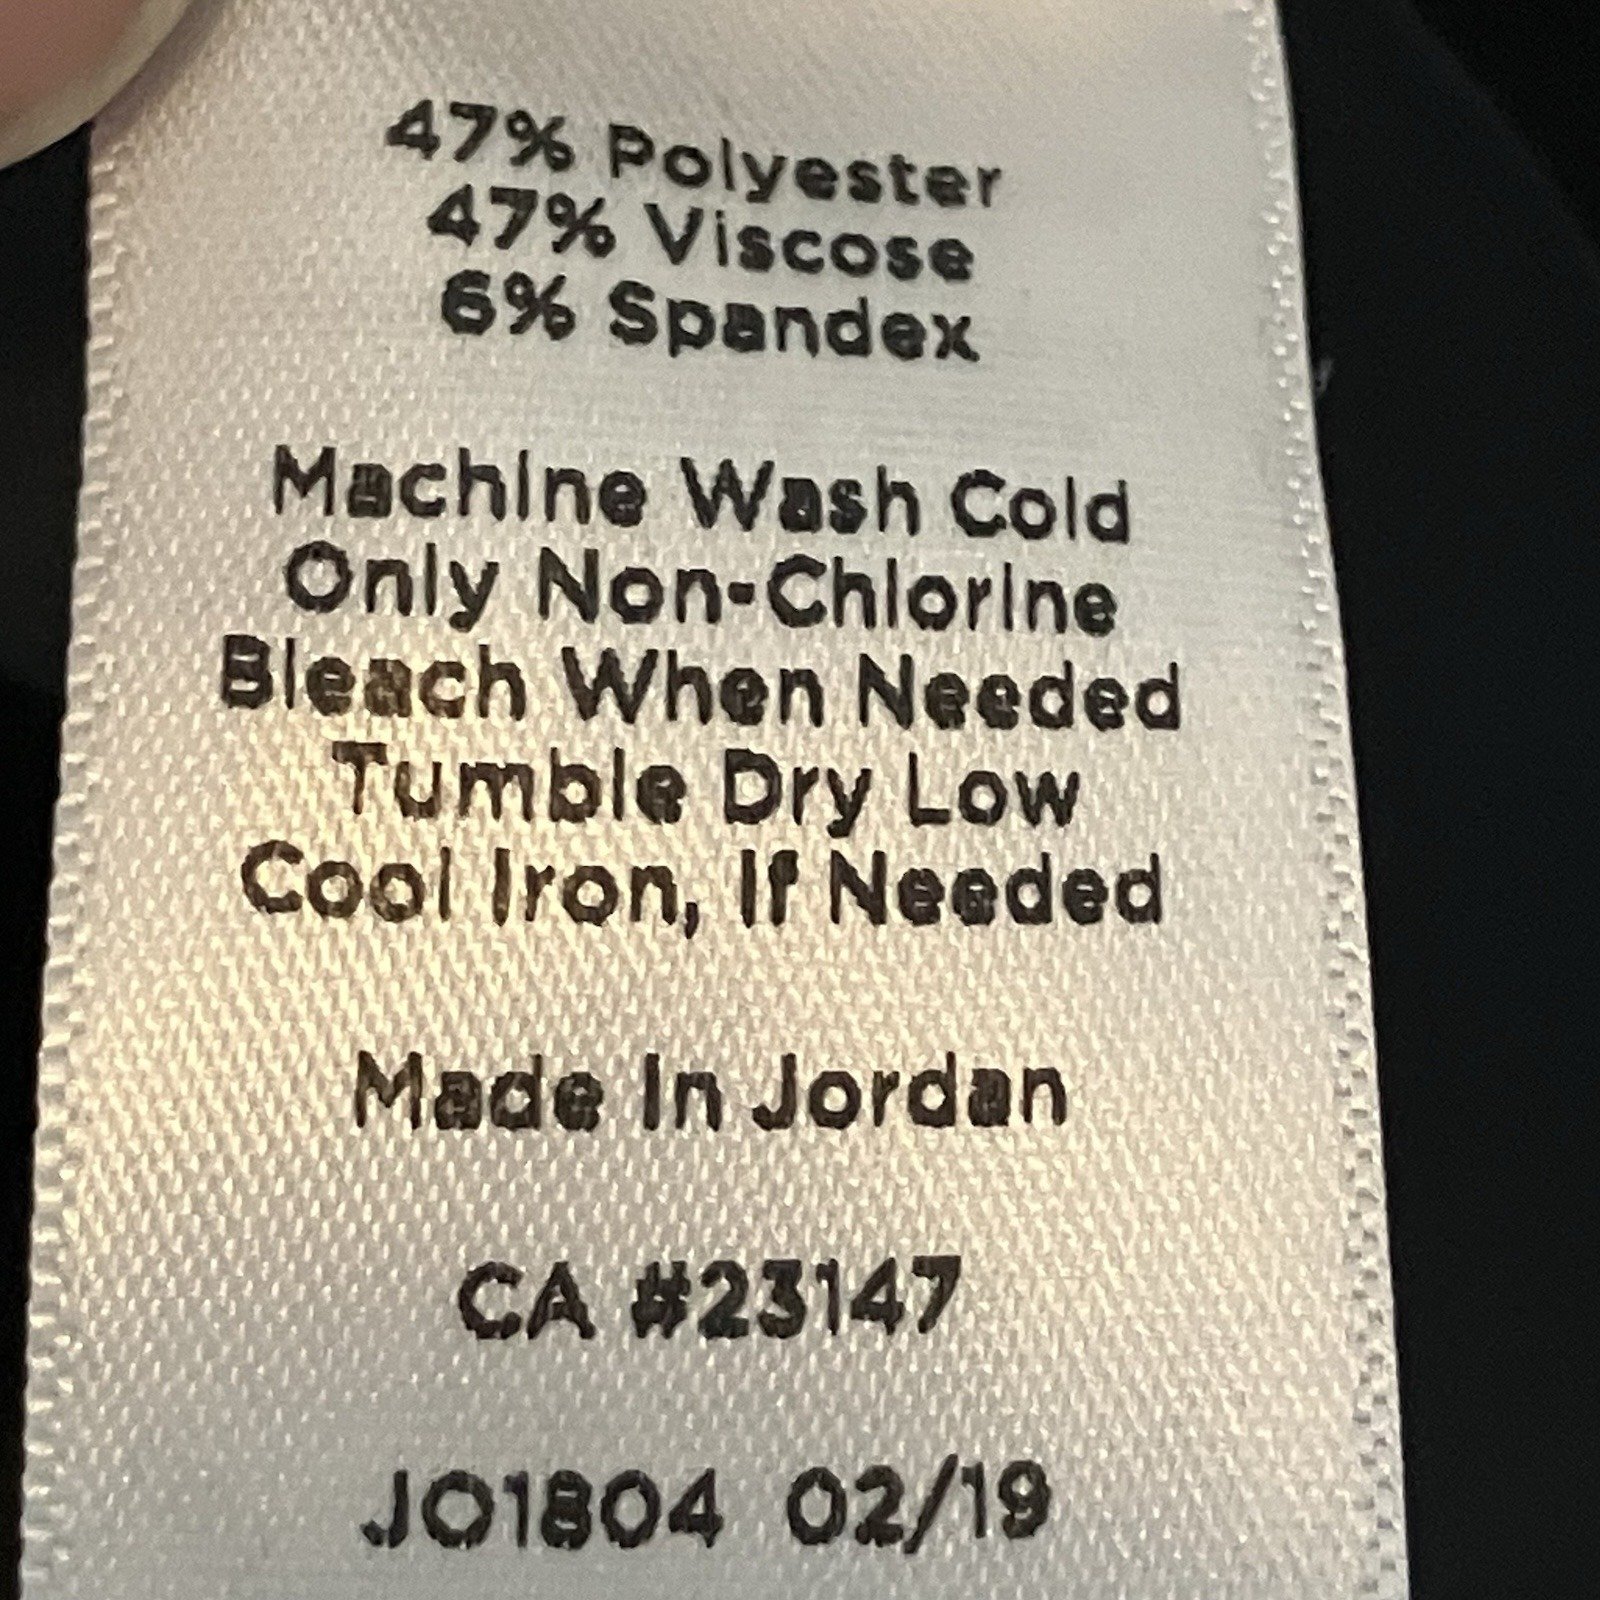 47% Polyester
47% Viscose
6% Spandex
Machine Wash Cold
Only Non-Chlorine
Bleach When Needed
Tumble Dry Low
Cool Iron, If Needed
Made In Jordan
CA #23147
JO1804 02/19